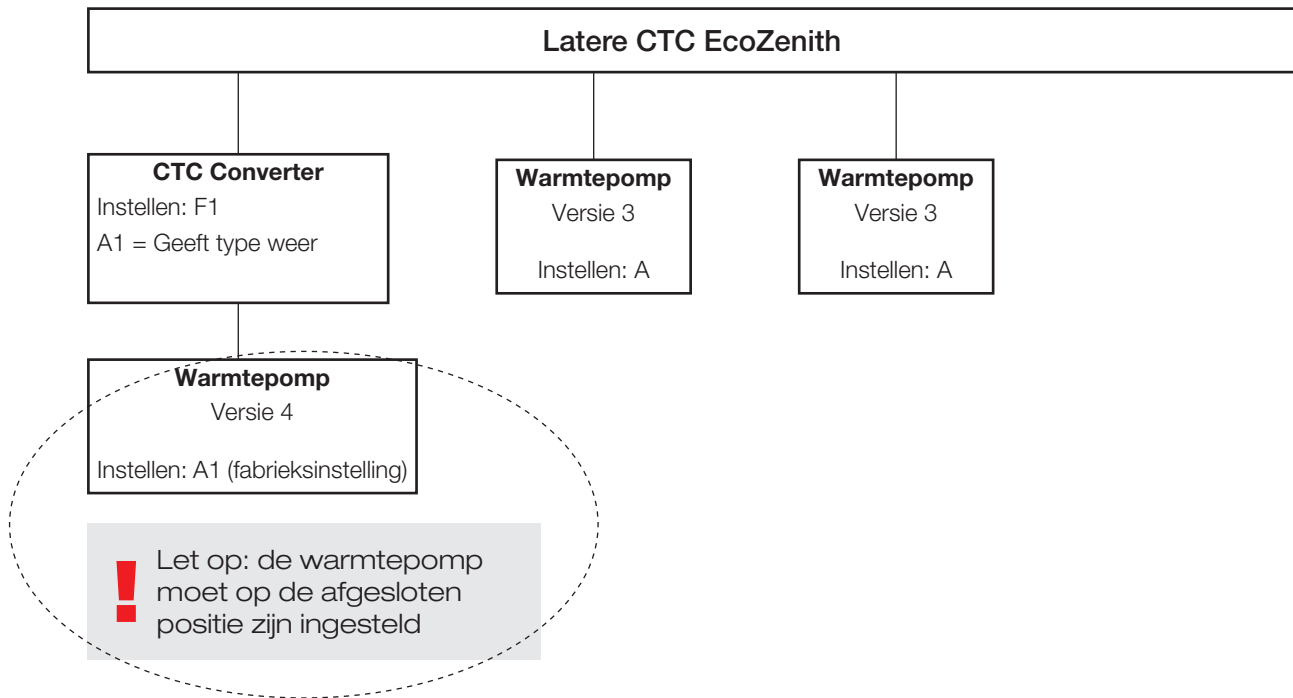 Latere CTC EcoZenith
CTC Converter
Instellen: F1
A1 = Geeft type weer
Warmtepomp
Versie 3
Instellen: A
Warmtepomp
Versie 3
Instellen: A
Warmtepomp
Versie 4
Instellen: A1 (fabrieksinstelling)
! Let op: de warmtepomp
moet op de afgesloten
positie zijn ingesteld